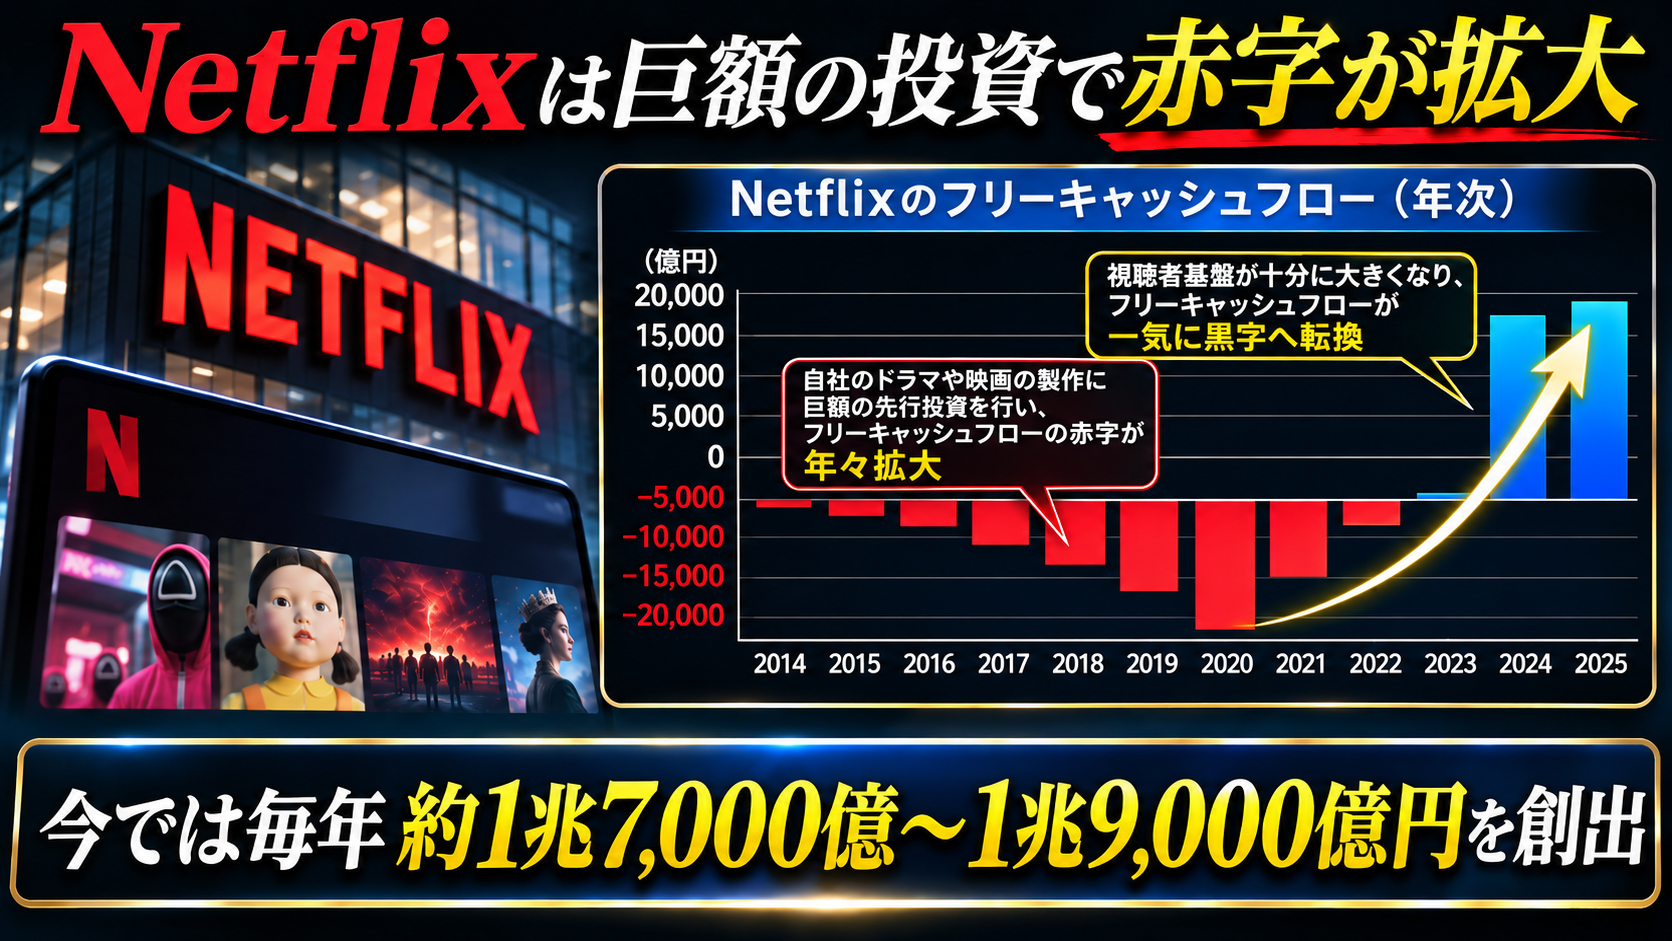 Netflixは巨額の投資で赤字が拡大
NETFLIX
N
Netflixのフリーキャッシュフロー（年次）
（億円）
20,000
15,000
10,000
5,000
0
−5,000
−10,000
−15,000
−20,000
視聴者基盤が十分に大きくなり、
フリーキャッシュフローが
一気に黒字へ転換
自社のドラマや映画の製作に
巨額の先行投資を行い、
フリーキャッシュフローの赤字が
年々拡大
2014 2015 2016 2017 2018 2019 2020 2021 2022 2023 2024 2025
今では毎年 約1兆7,000億～1兆9,000億円を創出